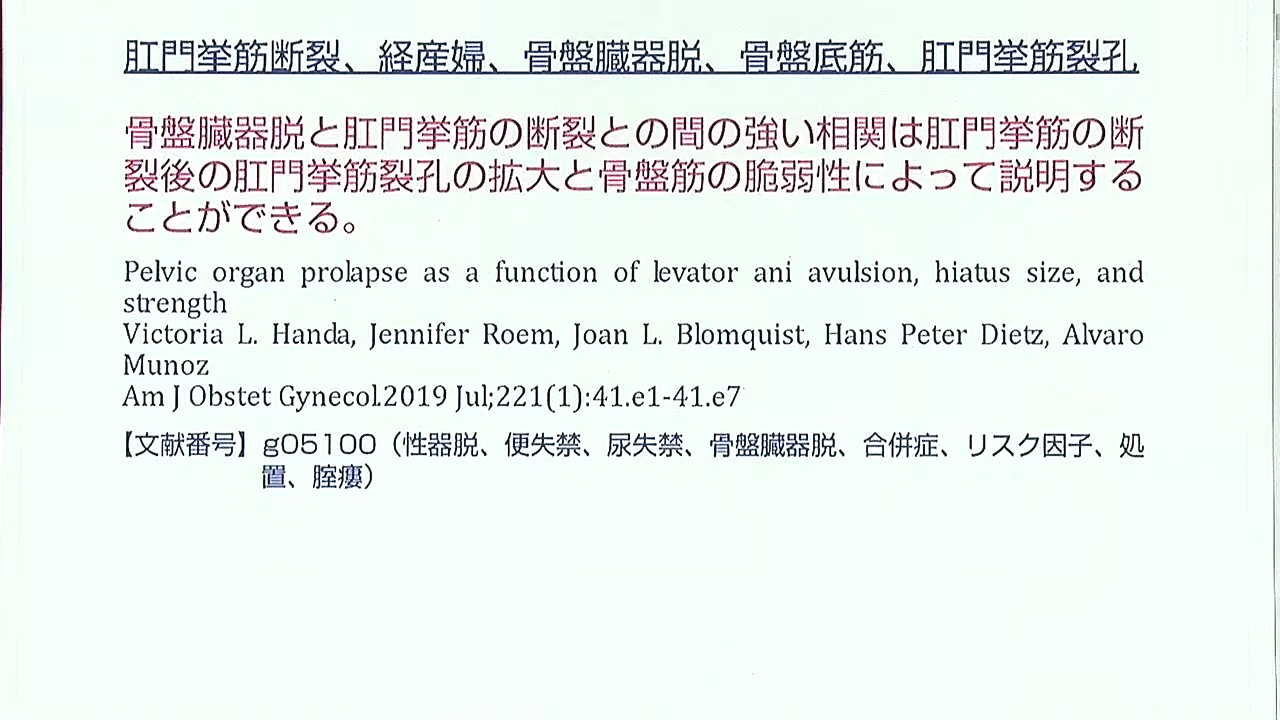 肛門挙筋断裂、経産婦、骨盤臓器脱、骨盤底筋、肛門挙筋裂孔
骨盤臓器脱と肛門挙筋の断裂との間の強い相関は肛門挙筋の断
裂後の肛門挙筋裂孔の拡大と骨盤筋の脆弱性によって説明する
ことができる。
Pelvic organ prolapse as a function of levator ani avulsion, hiatus size, and
strength
Victoria L. Handa, Jennifer Roem, Joan L. Blomquist, Hans Peter Dietz, Alvaro
Munoz
Am J Obstet Gynecol.2019 Jul;221(1):41.e1-41.e7
【文献番号】g05100（性器脱、便失禁、尿失禁、骨盤臓器脱、合併症、リスク因子、処
置、腟瘻）